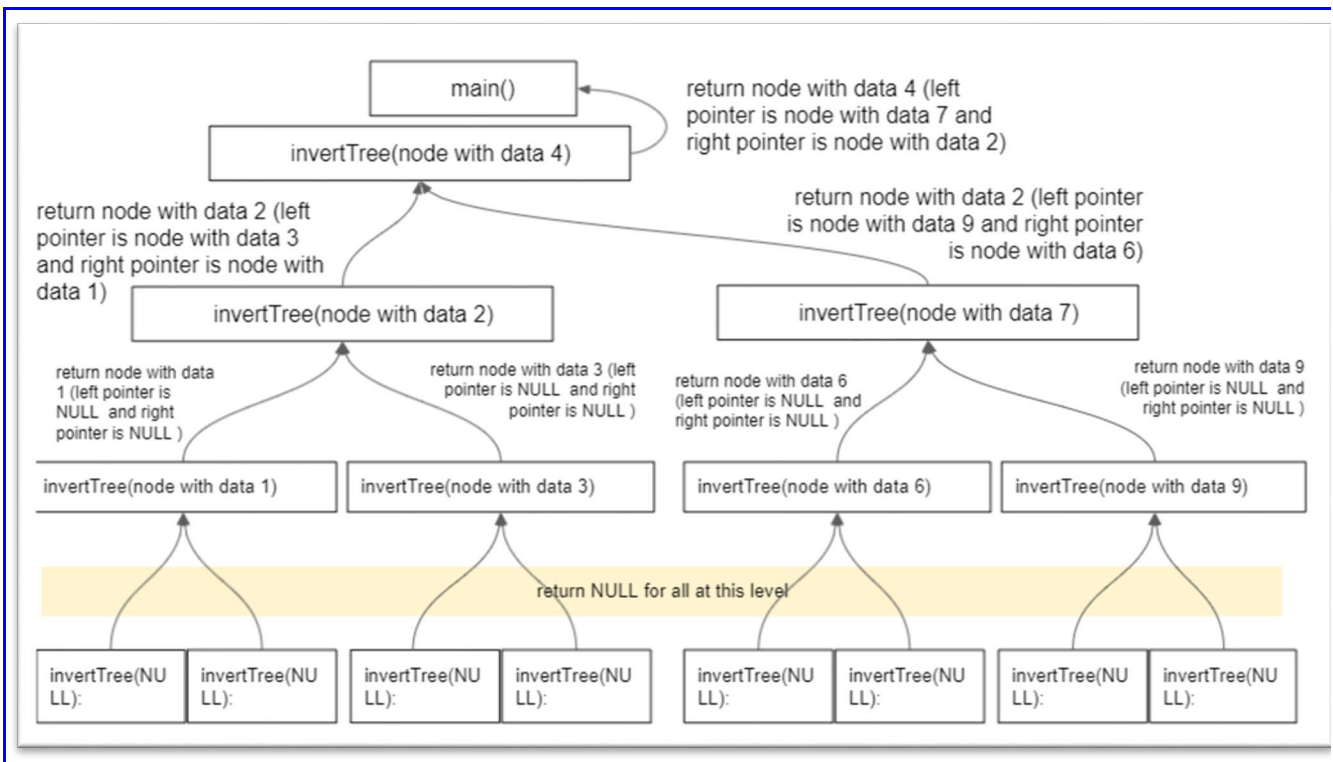 main()
return node with data 4 (left
pointer is node with data 7 and
right pointer is node with data 2)
invertTree(node with data 4)
return node with data 2 (left
pointer is node with data 3
and right pointer is node with
data 1)
return node with data 2 (left pointer
is node with data 9 and right pointer
is node with data 6)
invertTree(node with data 2)
invertTree(node with data 7)
return node with data
1 (left pointer is
NULL and right
pointer is NULL )
return node with data 3 (left
pointer is NULL and right
pointer is NULL )
return node with data 6
(left pointer is NULL and
right pointer is NULL )
return node with data 9
(left pointer is NULL and
right pointer is NULL )
invertTree(node with data 1)
invertTree(node with data 3)
invertTree(node with data 6)
invertTree(node with data 9)
return NULL for all at this level
invertTree(NU
LL):
invertTree(NU
LL):
invertTree(NU
LL):
invertTree(NU
LL):
invertTree(NU
LL):
invertTree(NU
LL):
invertTree(NU
LL):
invertTree(NU
LL):